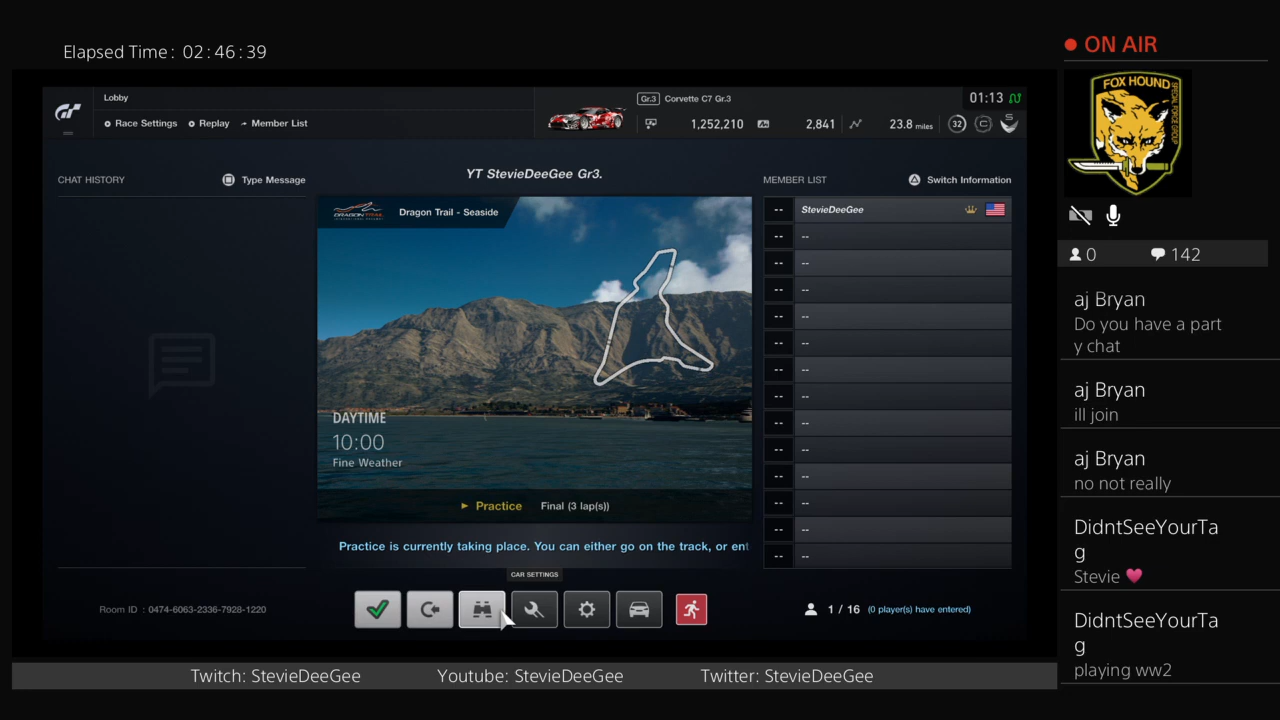 Elapsed Time: 02:46:39
ON AIR
Lobby
Race Settings
Replay
Member List
Gr.3
Corvette C7 Gr.3
1,252,210
2,841
23.8 miles
32
C
S
01:13
FOX HOUND
SPECIAL FORCE GROUP
CHAT HISTORY
Type Message
YT StevieDeeGee Gr3.
MEMBER LIST
Switch Information
DRAGON TRAIL
Dragon Trail - Seaside
-- StevieDeeGee
-- --
-- --
-- --
-- --
-- --
-- --
-- --
-- --
-- --
-- --
-- --
-- --
-- --
0
142
aj Bryan
Do you have a part
y chat
aj Bryan
ill join
aj Bryan
no not really
DidntSeeYourTa
g
Stevie 💗
DidntSeeYourTa
g
playing ww2
DAYTIME
10:00
Fine Weather
Practice
Final (3 lap(s))
Practice is currently taking place. You can either go on the track, or ent
CAR SETTINGS
Room ID : 0474-6063-2336-7928-1220
1 / 16
(0 player(s) have entered)
Twitch: StevieDeeGee
Youtube: StevieDeeGee
Twitter: StevieDeeGee